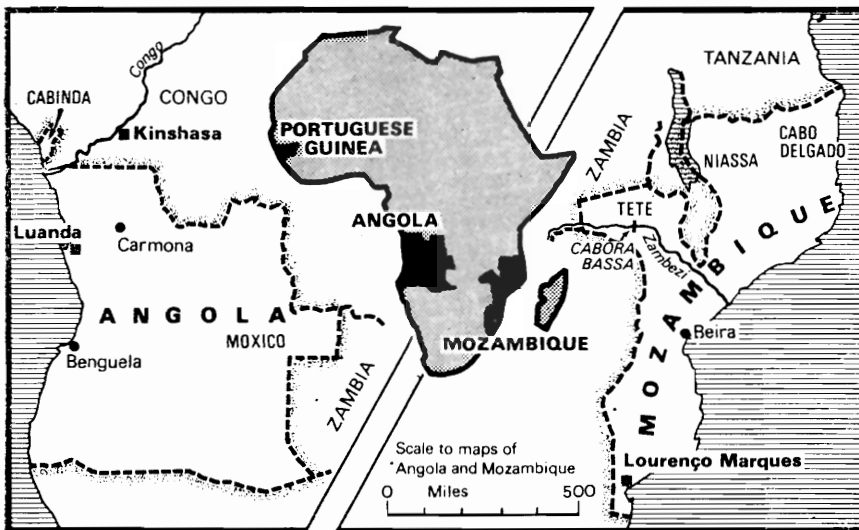 Congo
CABINDA
CONGO
Kinshasa
Luanda
Carmona
ANGOLA
MOXICO
Benguela
ZAMBIA
PORTUGUESE
GUINEA
ANGOLA
MOZAMBIQUE
Scale to maps of
Angola and Mozambique
0 Miles 500
TANZANIA
ZAMBIA
CABO
DELGADO
NIASSA
TETE
CABORA
BASSA
Zambezi
MOZAMBIQUE
Beira
Lourenço Marques